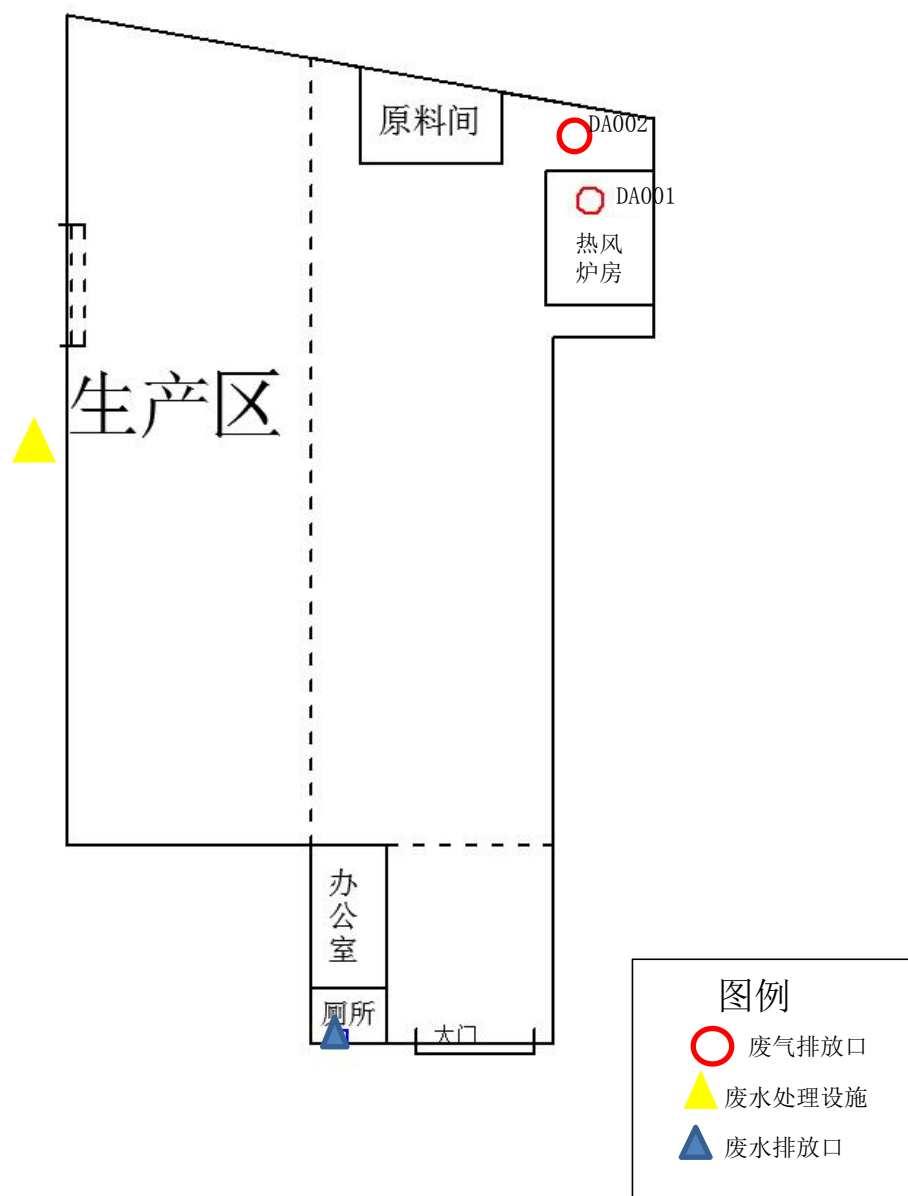 原料间
DA002
DA001
热风
炉房
生产区
办
公
室
厕所
大门
图例
废气排放口
废水处理设施
废水排放口